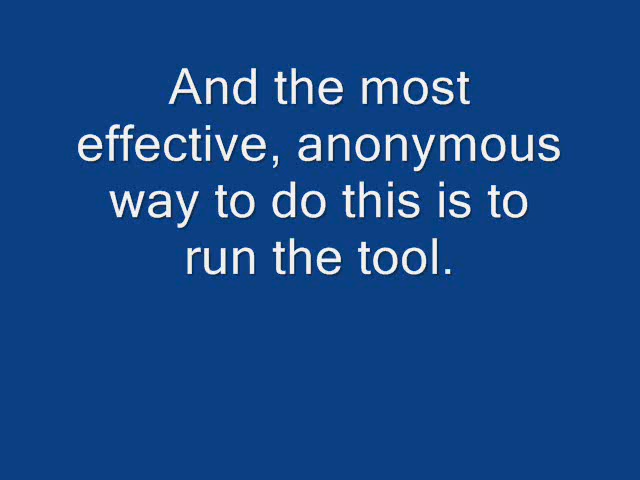 And the most
effective, anonymous
way to do this is to
run the tool.